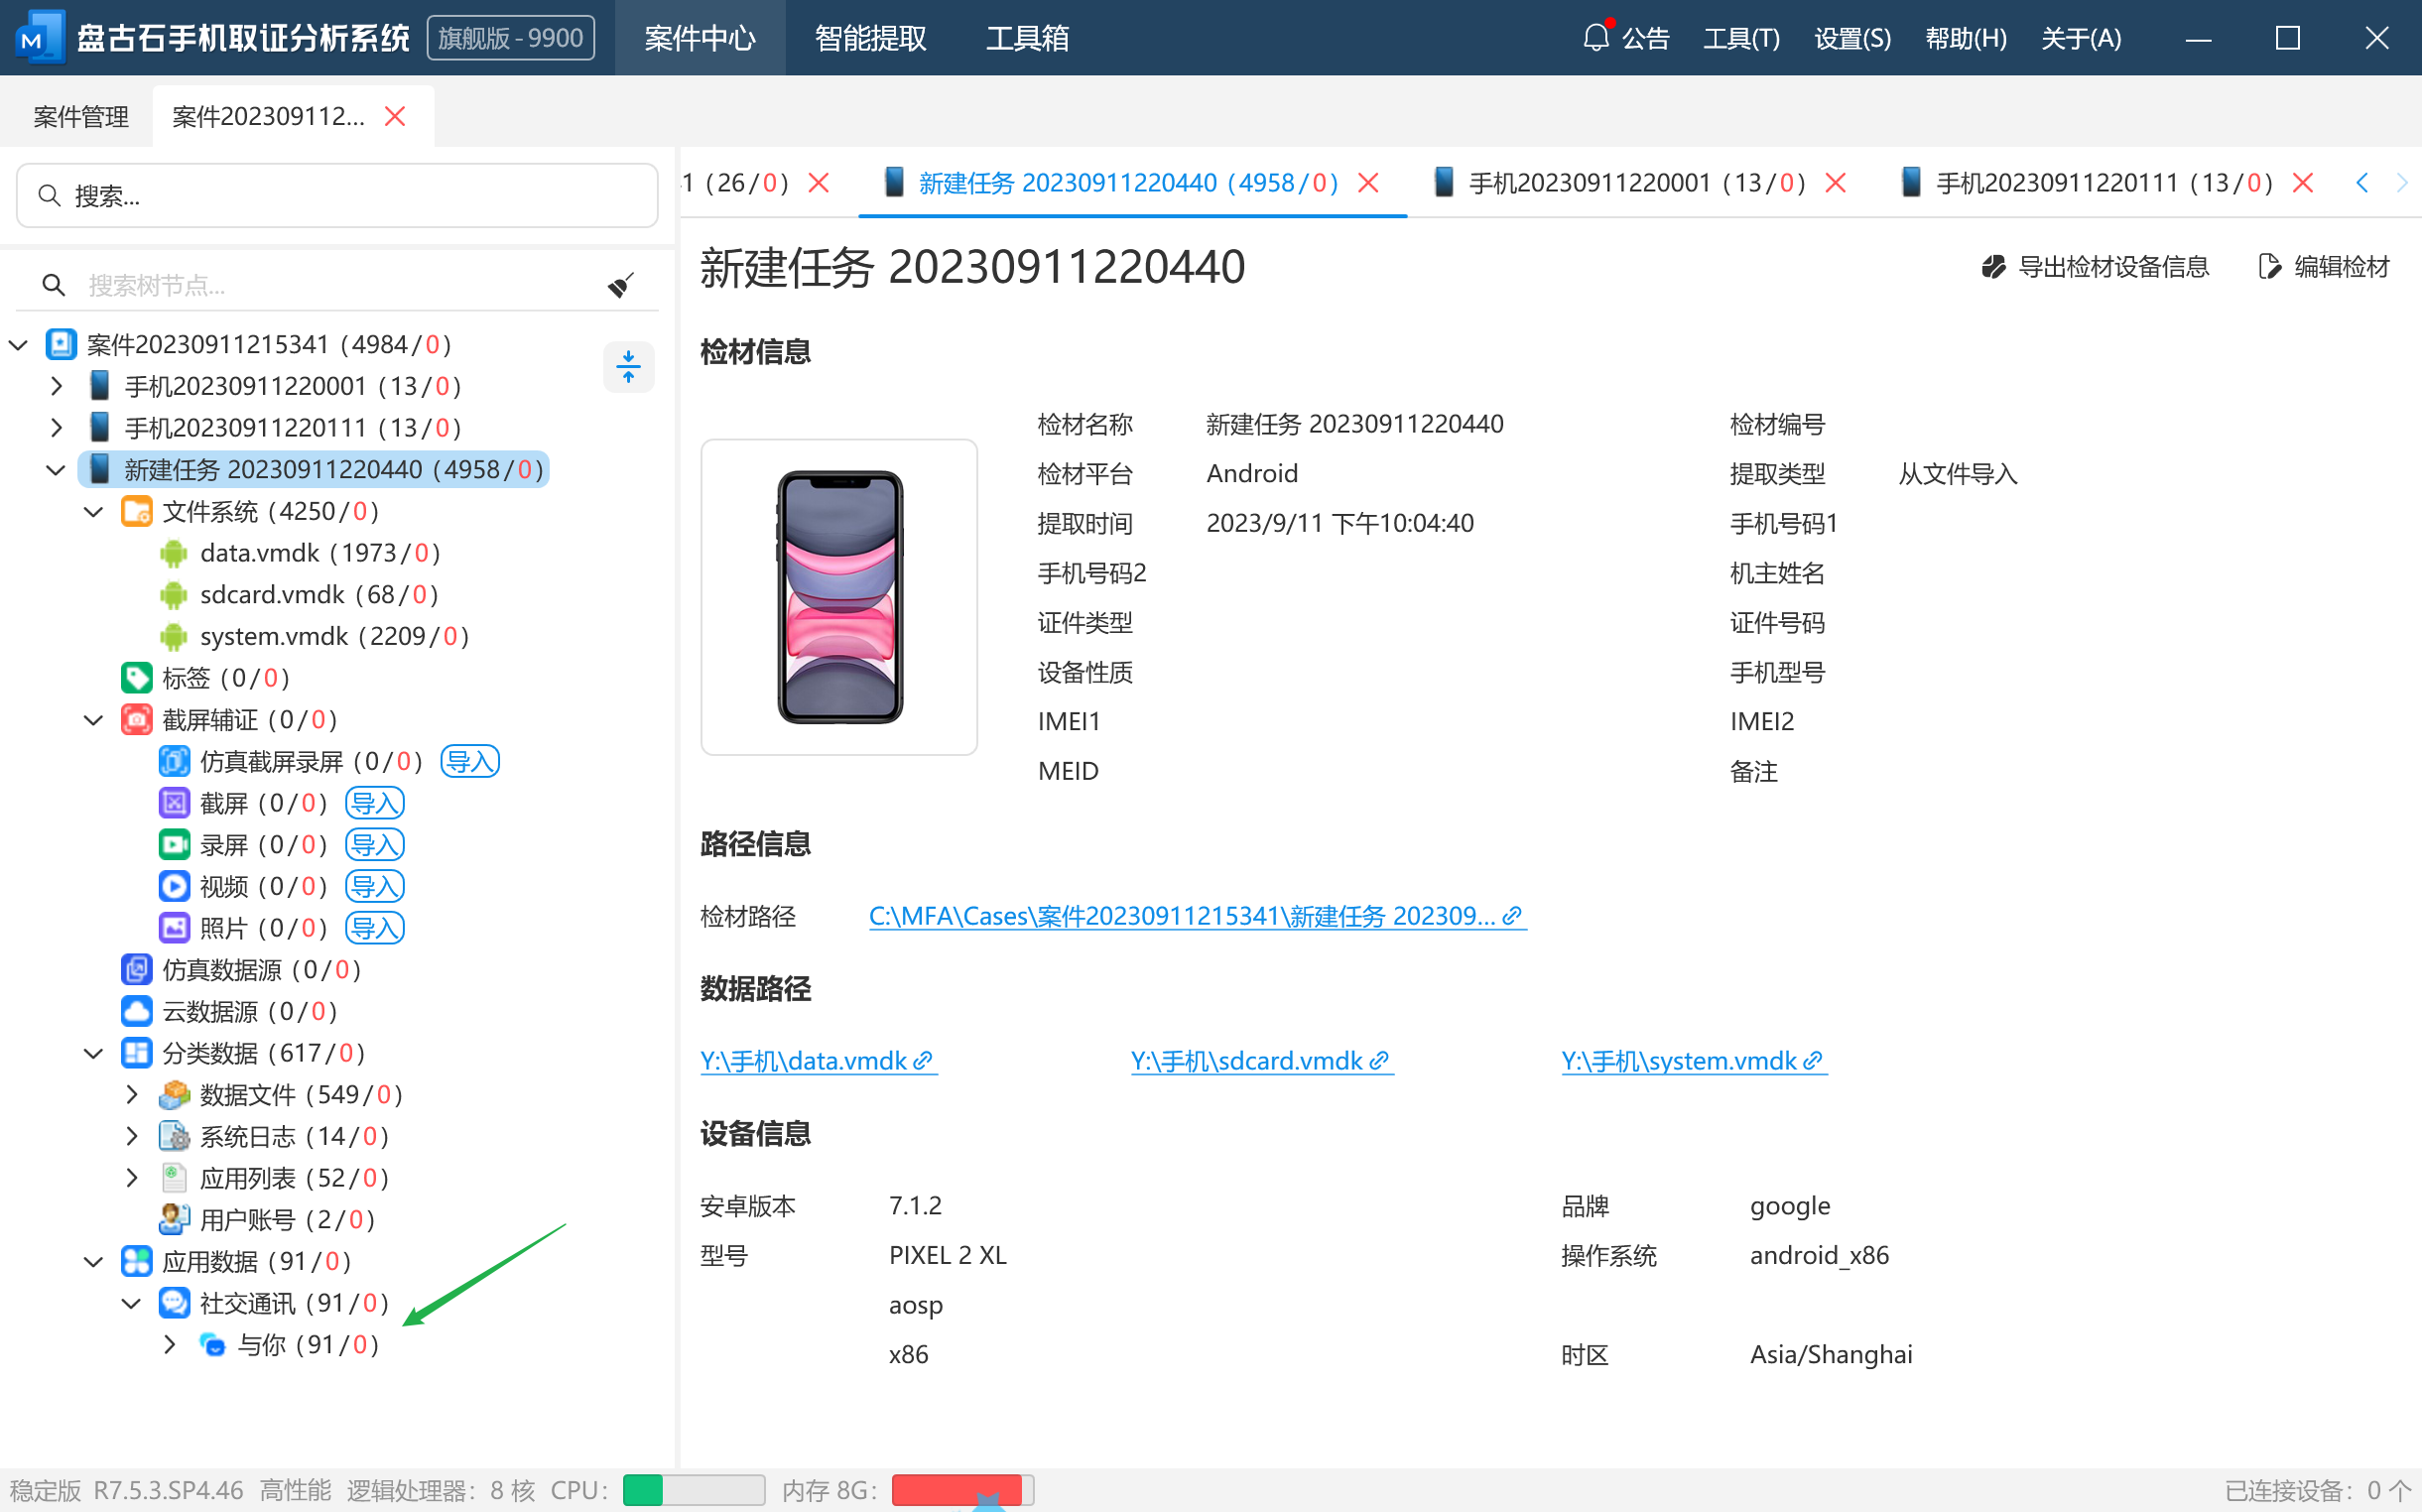 盘古石手机取证分析系统 旗舰版 - 9900 案件中心 智能提取 工具箱 公告 工具(T) 设置(S) 帮助(H) 关于(A)
案件管理 案件202309112...
搜索...
1 (26/0) 新建任务 20230911220440 (4958/0) 手机20230911220001 (13/0) 手机20230911220111 (13/0)
搜索树节点...
案件20230911215341 (4984/0)
手机20230911220001 (13/0)
手机20230911220111 (13/0)
新建任务 20230911220440 (4958/0)
文件系统 (4250/0)
data.vmdk (1973/0)
sdcard.vmdk (68/0)
system.vmdk (2209/0)
标签 (0/0)
截屏辅证 (0/0)
仿真截屏录屏 (0/0) 导入
截屏 (0/0) 导入
录屏 (0/0) 导入
视频 (0/0) 导入
照片 (0/0) 导入
仿真数据源 (0/0)
云数据源 (0/0)
分类数据 (617/0)
数据文件 (549/0)
系统日志 (14/0)
应用列表 (52/0)
用户账号 (2/0)
应用数据 (91/0)
社交通讯 (91/0)
与你 (91/0)
新建任务 20230911220440 导出检材设备信息 编辑检材
检材信息
检材名称 新建任务 20230911220440 检材编号
检材平台 Android 提取类型 从文件导入
提取时间 2023/9/11 下午10:04:40 手机号码1
手机号码2 机主姓名
证件类型 证件号码
设备性质 手机型号
IMEI1 IMEI2
MEID 备注
路径信息
检材路径 C:\MFA\Cases\案件20230911215341\新建任务 202309...
数据路径
Y:\手机\data.vmdk Y:\手机\sdcard.vmdk Y:\手机\system.vmdk
设备信息
安卓版本 7.1.2 品牌 google
型号 PIXEL 2 XL 操作系统 android_x86
aosp
x86 时区 Asia/Shanghai
稳定版 R7.5.3.SP4.46 高性能 逻辑处理器: 8 核 CPU: 内存 8G: 已连接设备: 0 个